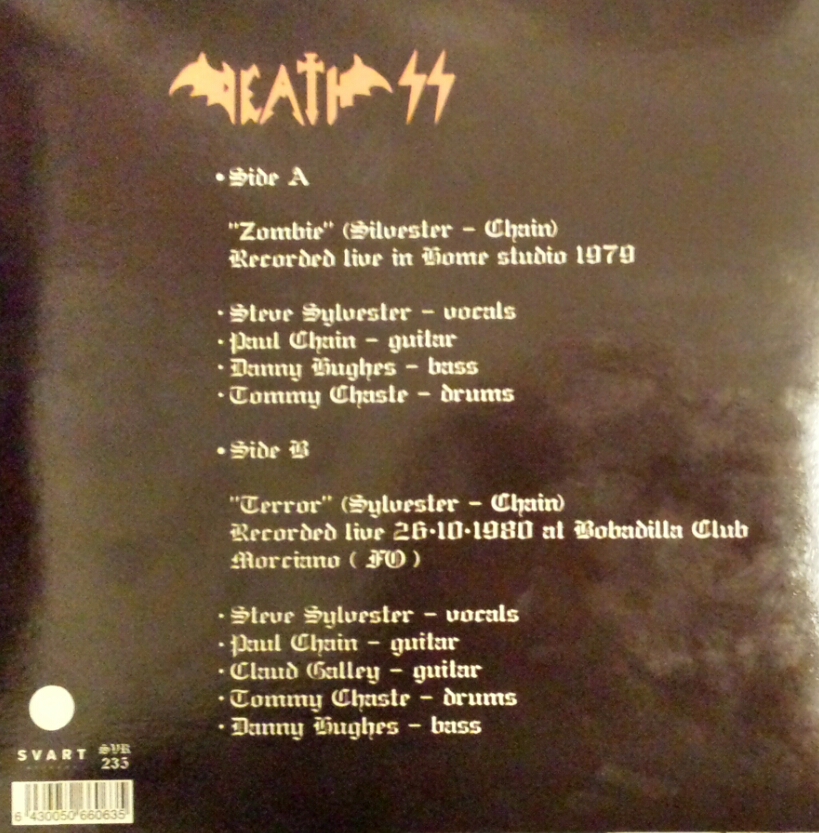 DEATH SS
• Side A
"Zombie" (Silvester - Chain)
Recorded live in Home studio 1979
· Steve Sylvester - vocals
· Paul Chain - guitar
· Danny Hughes - bass
· Tommy Chaste - drums
• Side B
"Terror" (Sylvester - Chain)
Recorded live 26·10·1980 at Bobadilla Club
Morciano ( FO )
· Steve Sylvester - vocals
· Paul Chain - guitar
· Claud Galley - guitar
· Tommy Chaste - drums
· Danny Hughes - bass
SVART
SVR
235
6 430050 660635